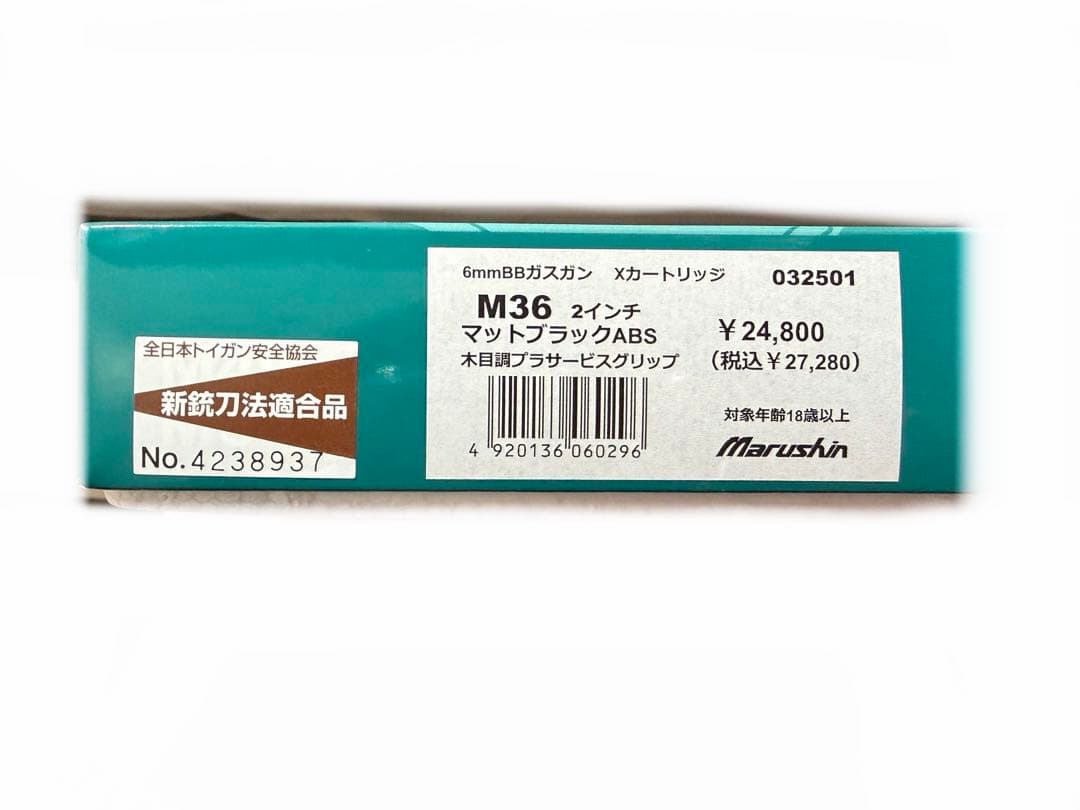 全日本トイガン安全協会
新銃刀法適合品
No.4238937
6mmBBガスガン Xカートリッジ 032501
M36 2インチ
マットブラックABS ￥24,800
木目調プラサービスグリップ (税込￥27,280)
対象年齢18歳以上
4 920136 060296
Marushin